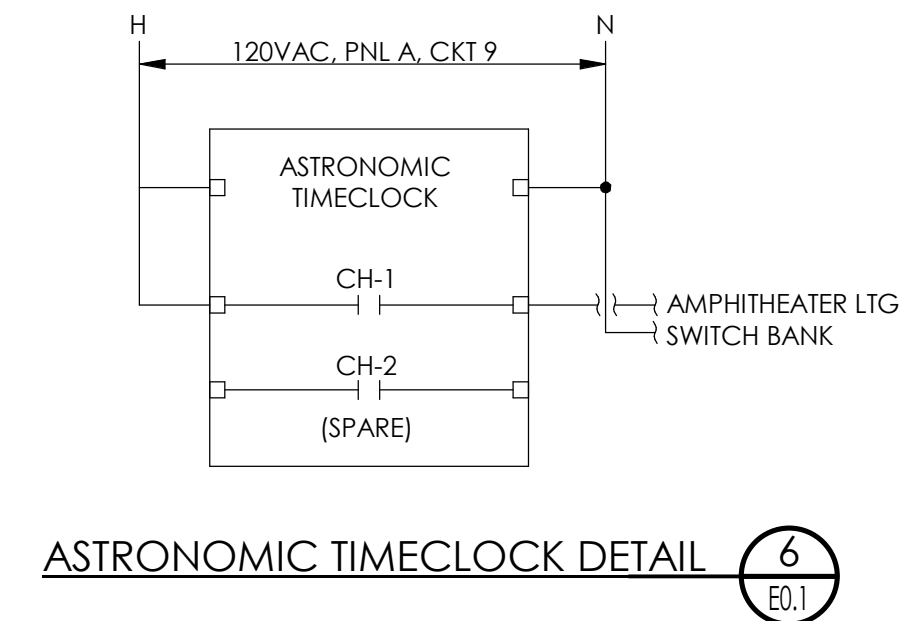 H
N
120VAC, PNL A, CKT 9
ASTRONOMIC
TIMECLOCK
CH-1
AMPHITHEATER LTG
SWITCH BANK
CH-2
(SPARE)
ASTRONOMIC TIMECLOCK DETAIL
6
E0.1